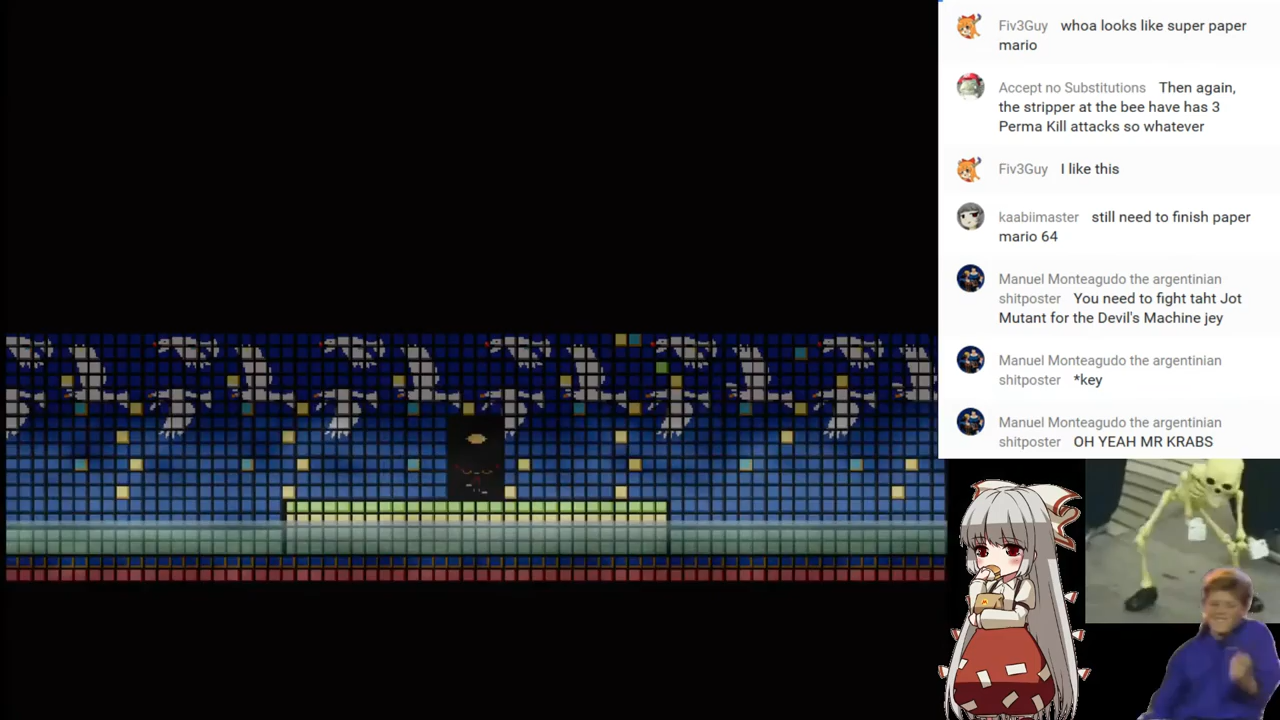 Fiv3Guy whoa looks like super paper
mario
Accept no Substitutions Then again,
the stripper at the bee have has 3
Perma Kill attacks so whatever
Fiv3Guy I like this
kaabiimaster still need to finish paper
mario 64
Manuel Monteagudo the argentinian
shitposter You need to fight taht Jot
Mutant for the Devil's Machine jey
Manuel Monteagudo the argentinian
shitposter *key
Manuel Monteagudo the argentinian
shitposter OH YEAH MR KRABS